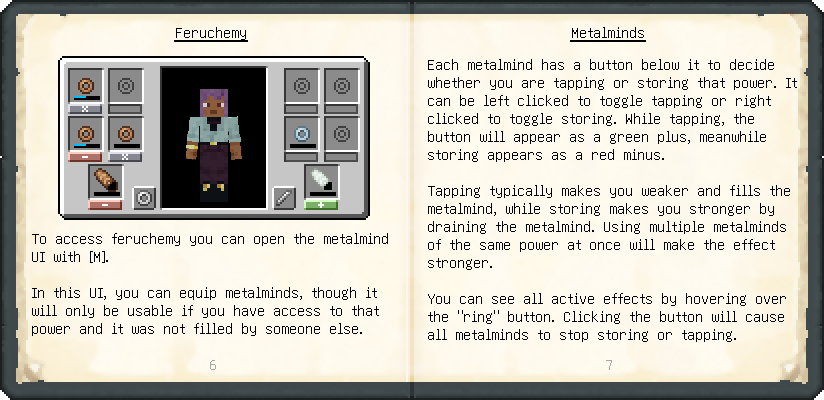 Feruchemy
To access feruchemy you can open the metalmind
UI with [M].
In this UI, you can equip metalminds, though it
will only be usable if you have access to that
power and it was not filled by someone else.
6
Metalminds
Each metalmind has a button below it to decide
whether you are tapping or storing that power. It
can be left clicked to toggle tapping or right
clicked to toggle storing. While tapping, the
button will appear as a green plus, meanwhile
storing appears as a red minus.
Tapping typically makes you weaker and fills the
metalmind, while storing makes you stronger by
draining the metalmind. Using multiple metalminds
of the same power at once will make the effect
stronger.
You can see all active effects by hovering over
the "ring" button. Clicking the button will cause
all metalminds to stop storing or tapping.
7